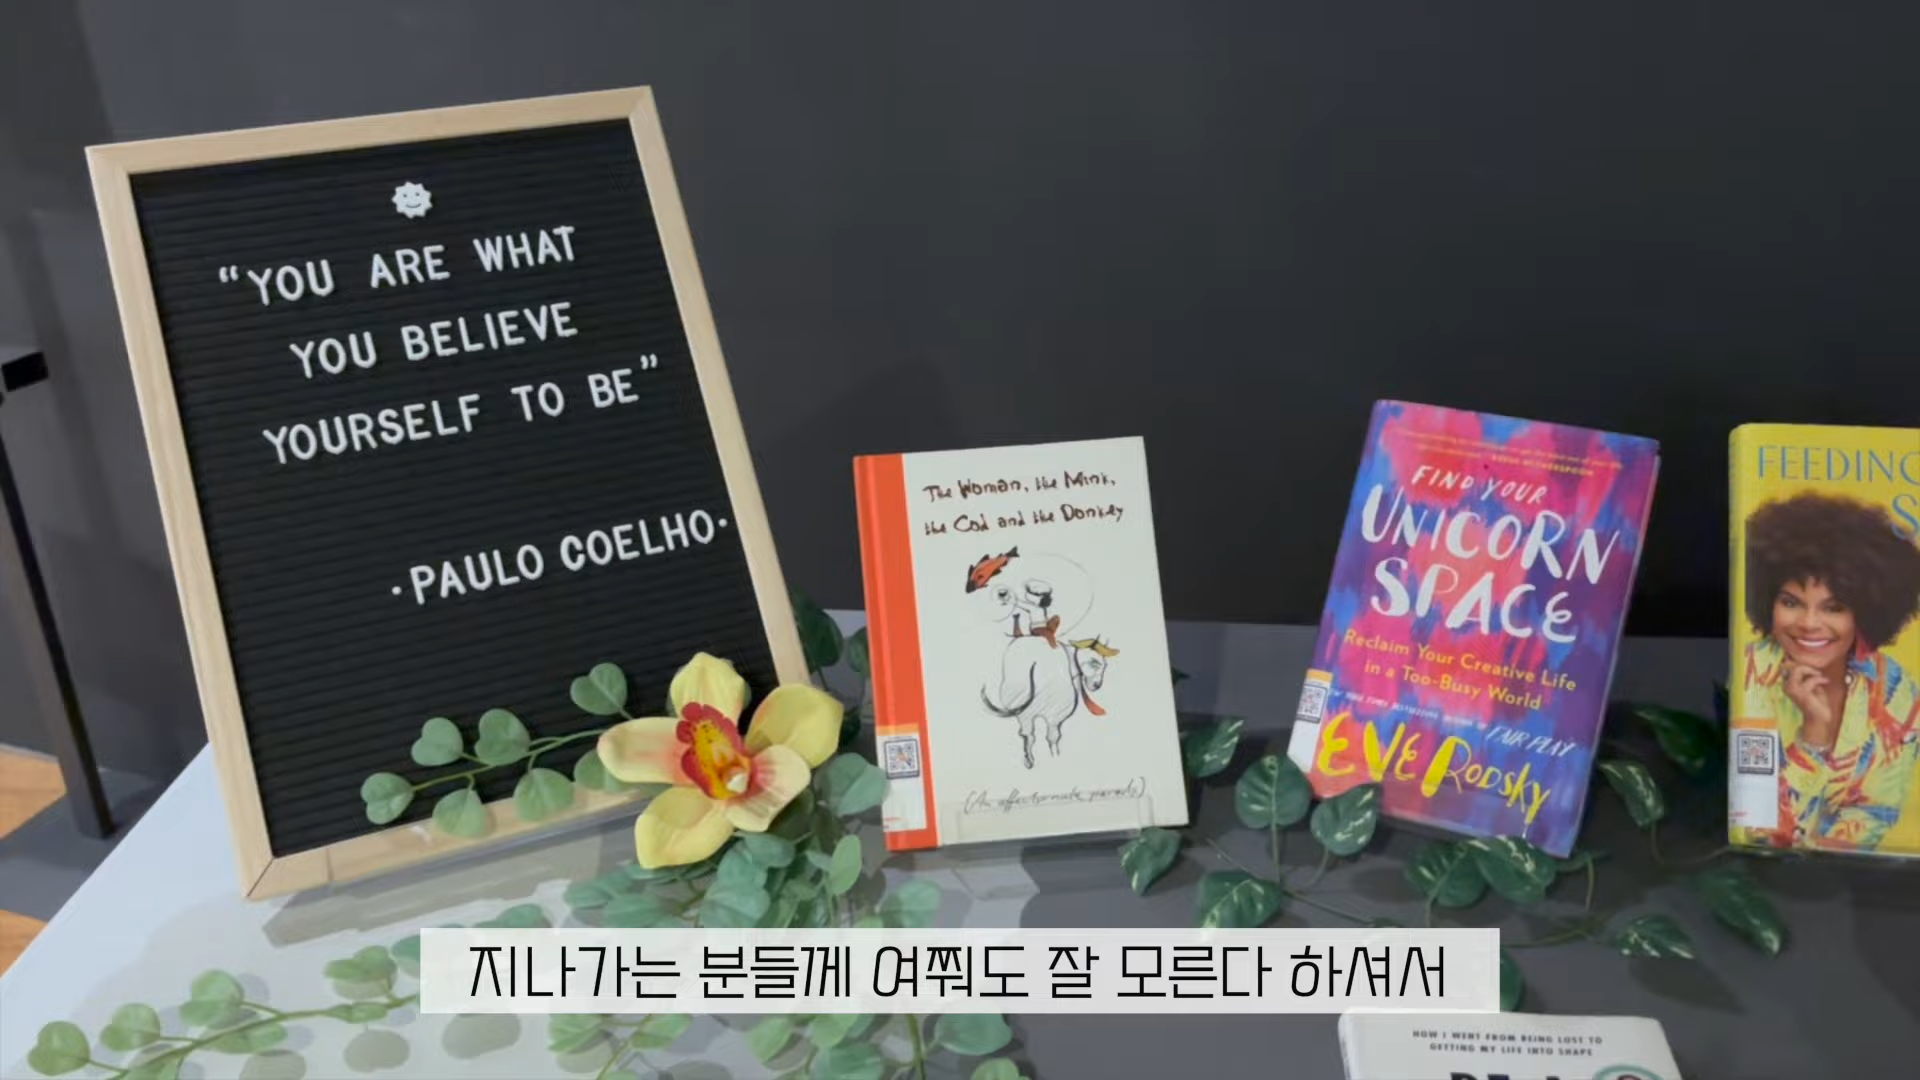 “YOU ARE WHAT
YOU BELIEVE
YOURSELF TO BE”
·PAULO COELHO·
The Woman, the Mink,
the Cod and the Donkey
(An affectionate parody)
FIND YOUR
UNICORN
SPACE
Reclaim Your Creative Life
in a Too-Busy World
FAIR PLAY
EVE RODSKY
FEEDING
S
지나가는 분들께 여쭤도 잘 모른다 하셔서
HOW I WENT FROM BEING LOST TO
GETTING MY LIFE INTO SHAPE